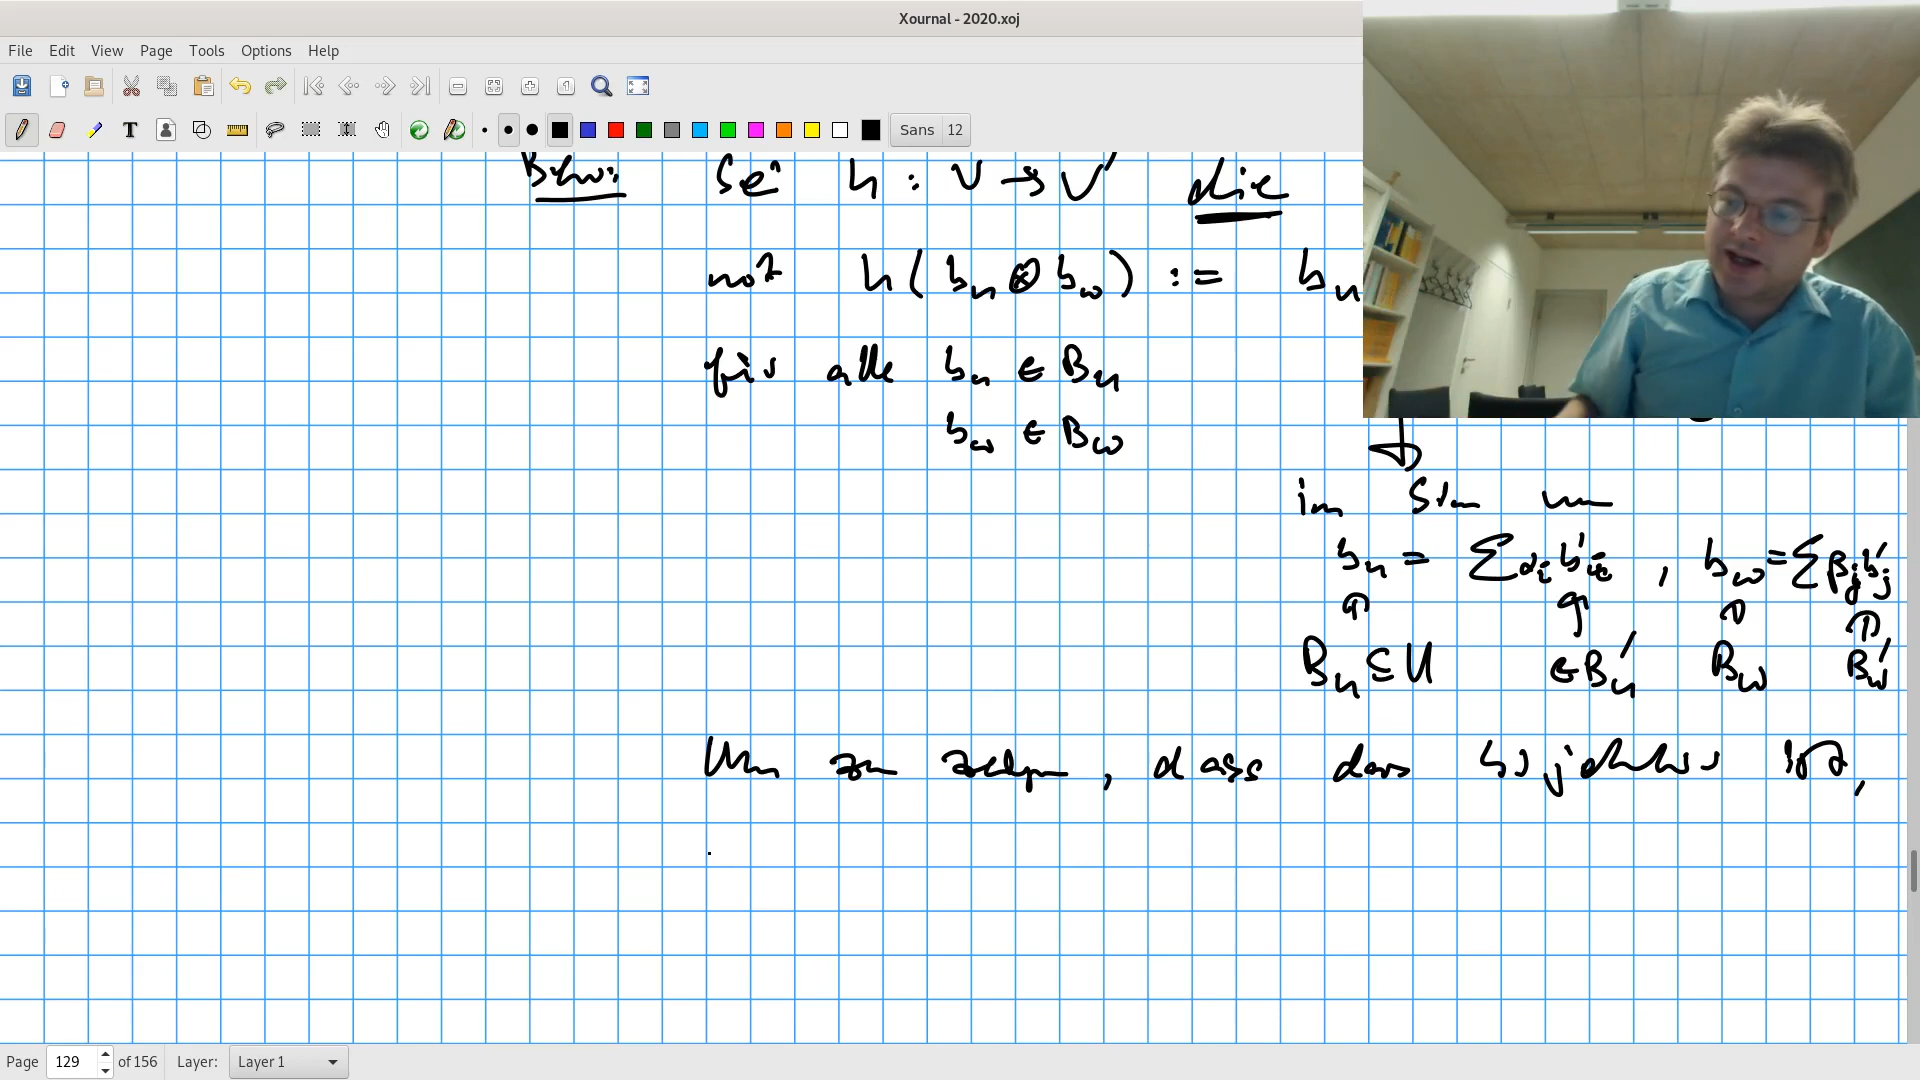 Xournal - 2020.xoj
File Edit View Page Tools Options Help
Sans 12
Bew:
Sei h : V → V' die
mit h( b_u ⊗ b_w ) := b_u
für alle b_u ∈ B_u
b_w ∈ B_w
im Sinn von
b_u = ∑ α_i b'_i , b_w = ∑ β_j b'_j
B_u ⊆ U ∈ B'_u B_w B'_w
Um zu zeigen , dass das bijektiv ist ,
Page 129 of 156 Layer: Layer 1